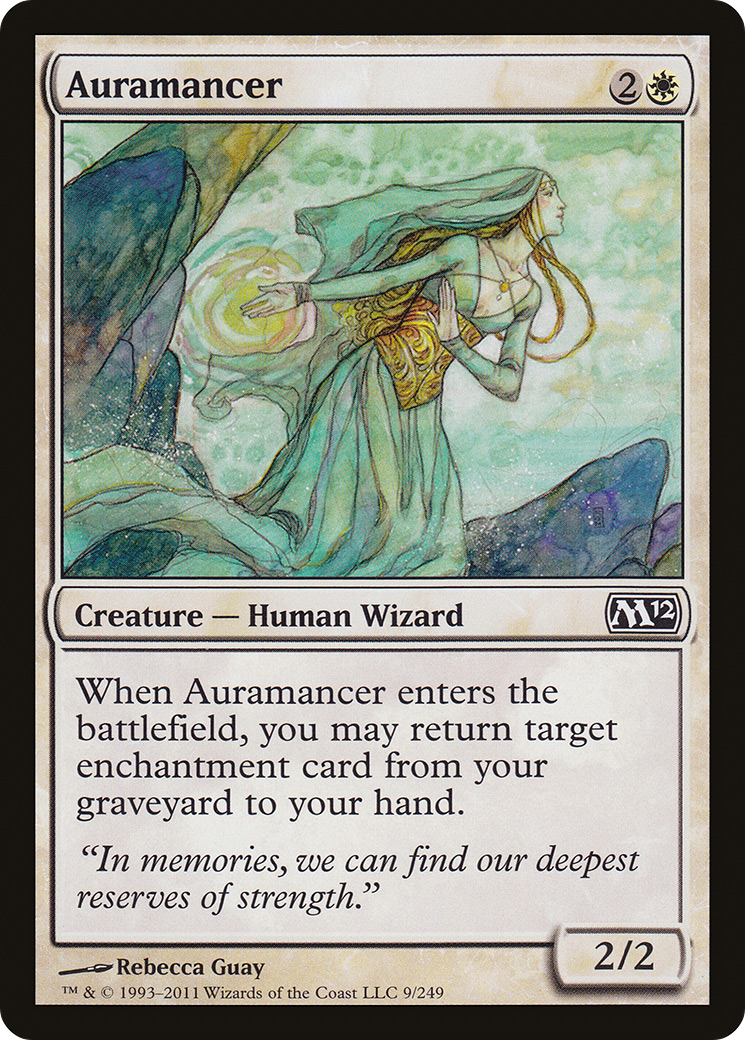 Auramancer 2
Creature — Human Wizard M12
When Auramancer enters the
battlefield, you may return target
enchantment card from your
graveyard to your hand.
“In memories, we can find our deepest
reserves of strength.”
2/2
Rebecca Guay
™ & © 1993–2011 Wizards of the Coast LLC 9/249